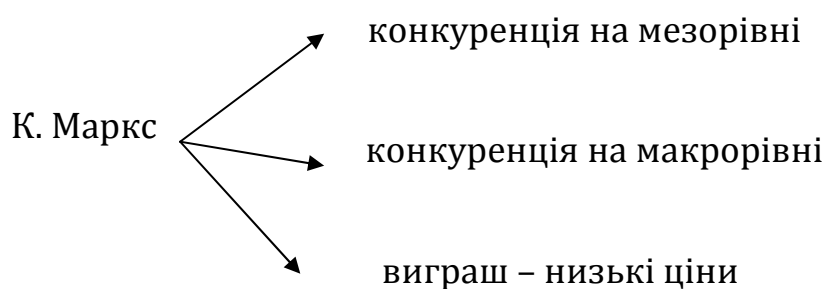 конкуренція на мезорівні
К. Маркс
конкуренція на макрорівні
виграш – низькі ціни